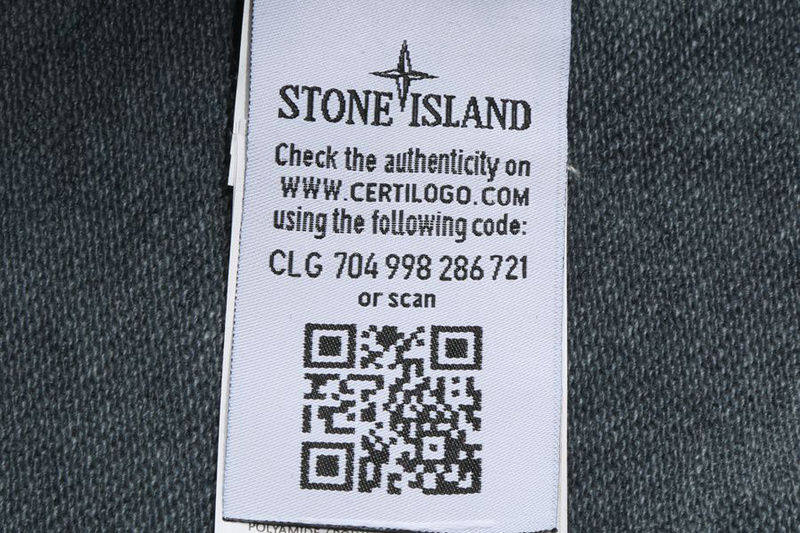 STONE ISLAND
Check the authenticity on
WWW.CERTILOGO.COM
using the following code:
CLG 704 998 286 721
or scan